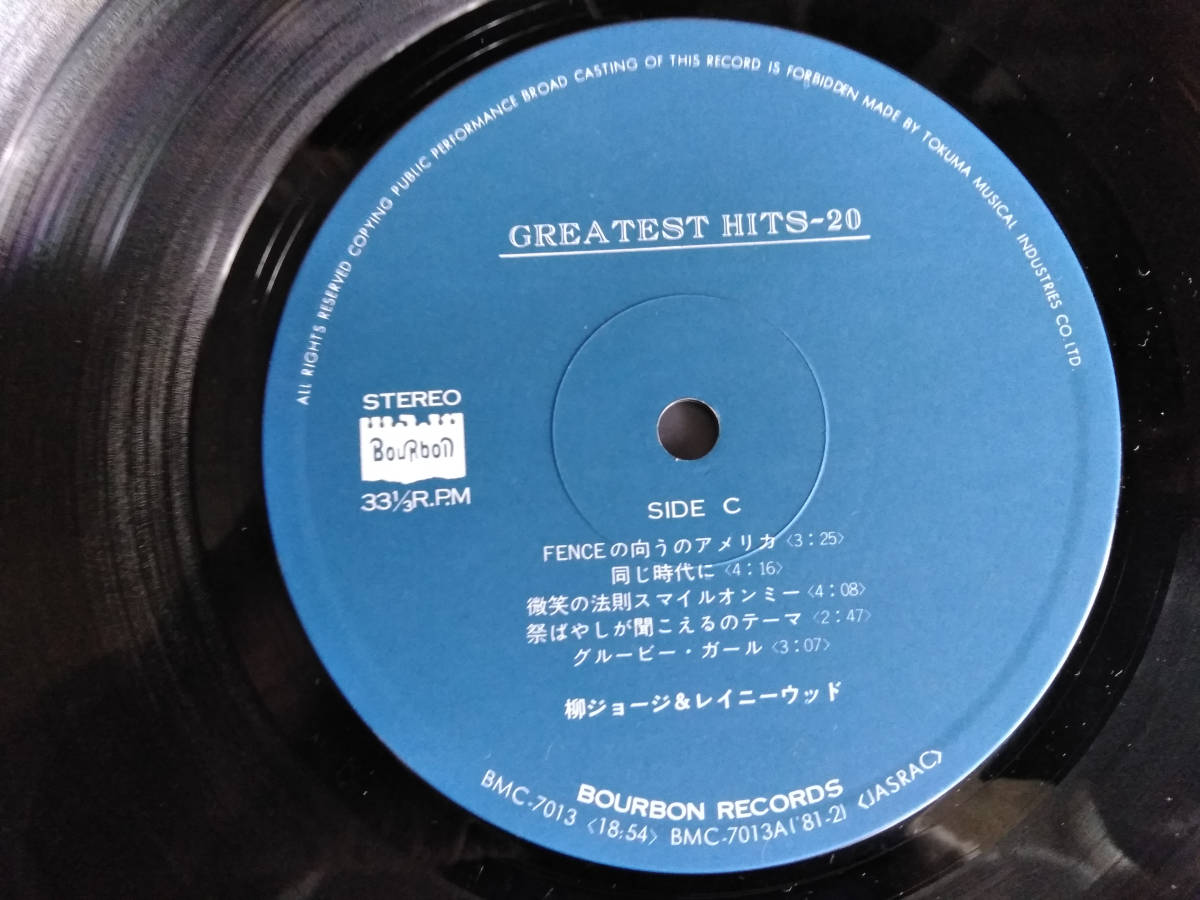 ALL RIGHTS RESERVED COPYING PUBLIC PERFORMANCE BROAD CASTING OF THIS RECORD IS FORBIDDEN MADE BY TOKUMA MUSICAL INDUSTRIES CO. LTD.
GREATEST HITS-20
STEREO
BOURBON
33⅓R.P.M
SIDE C
FENCEの向うのアメリカ〈3:25〉
同じ時代に〈4:16〉
微笑の法則スマイルオンミー〈4:08〉
祭ばやしが聞こえるのテーマ〈2:47〉
グルービー・ガール〈3:07〉
柳ジョージ&レイニーウッド
BOURBON RECORDS
BMC-7013 〈18:54〉 BMC-7013A('81-2) 〈JASRAC〉